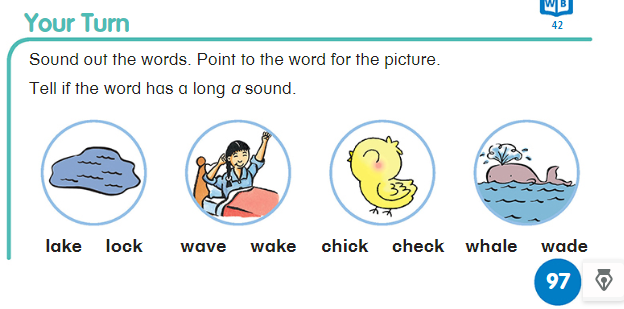 WB
42
Your Turn
Sound out the words. Point to the word for the picture.
Tell if the word has a long a sound.
lake lock wave wake chick check whale wade
97